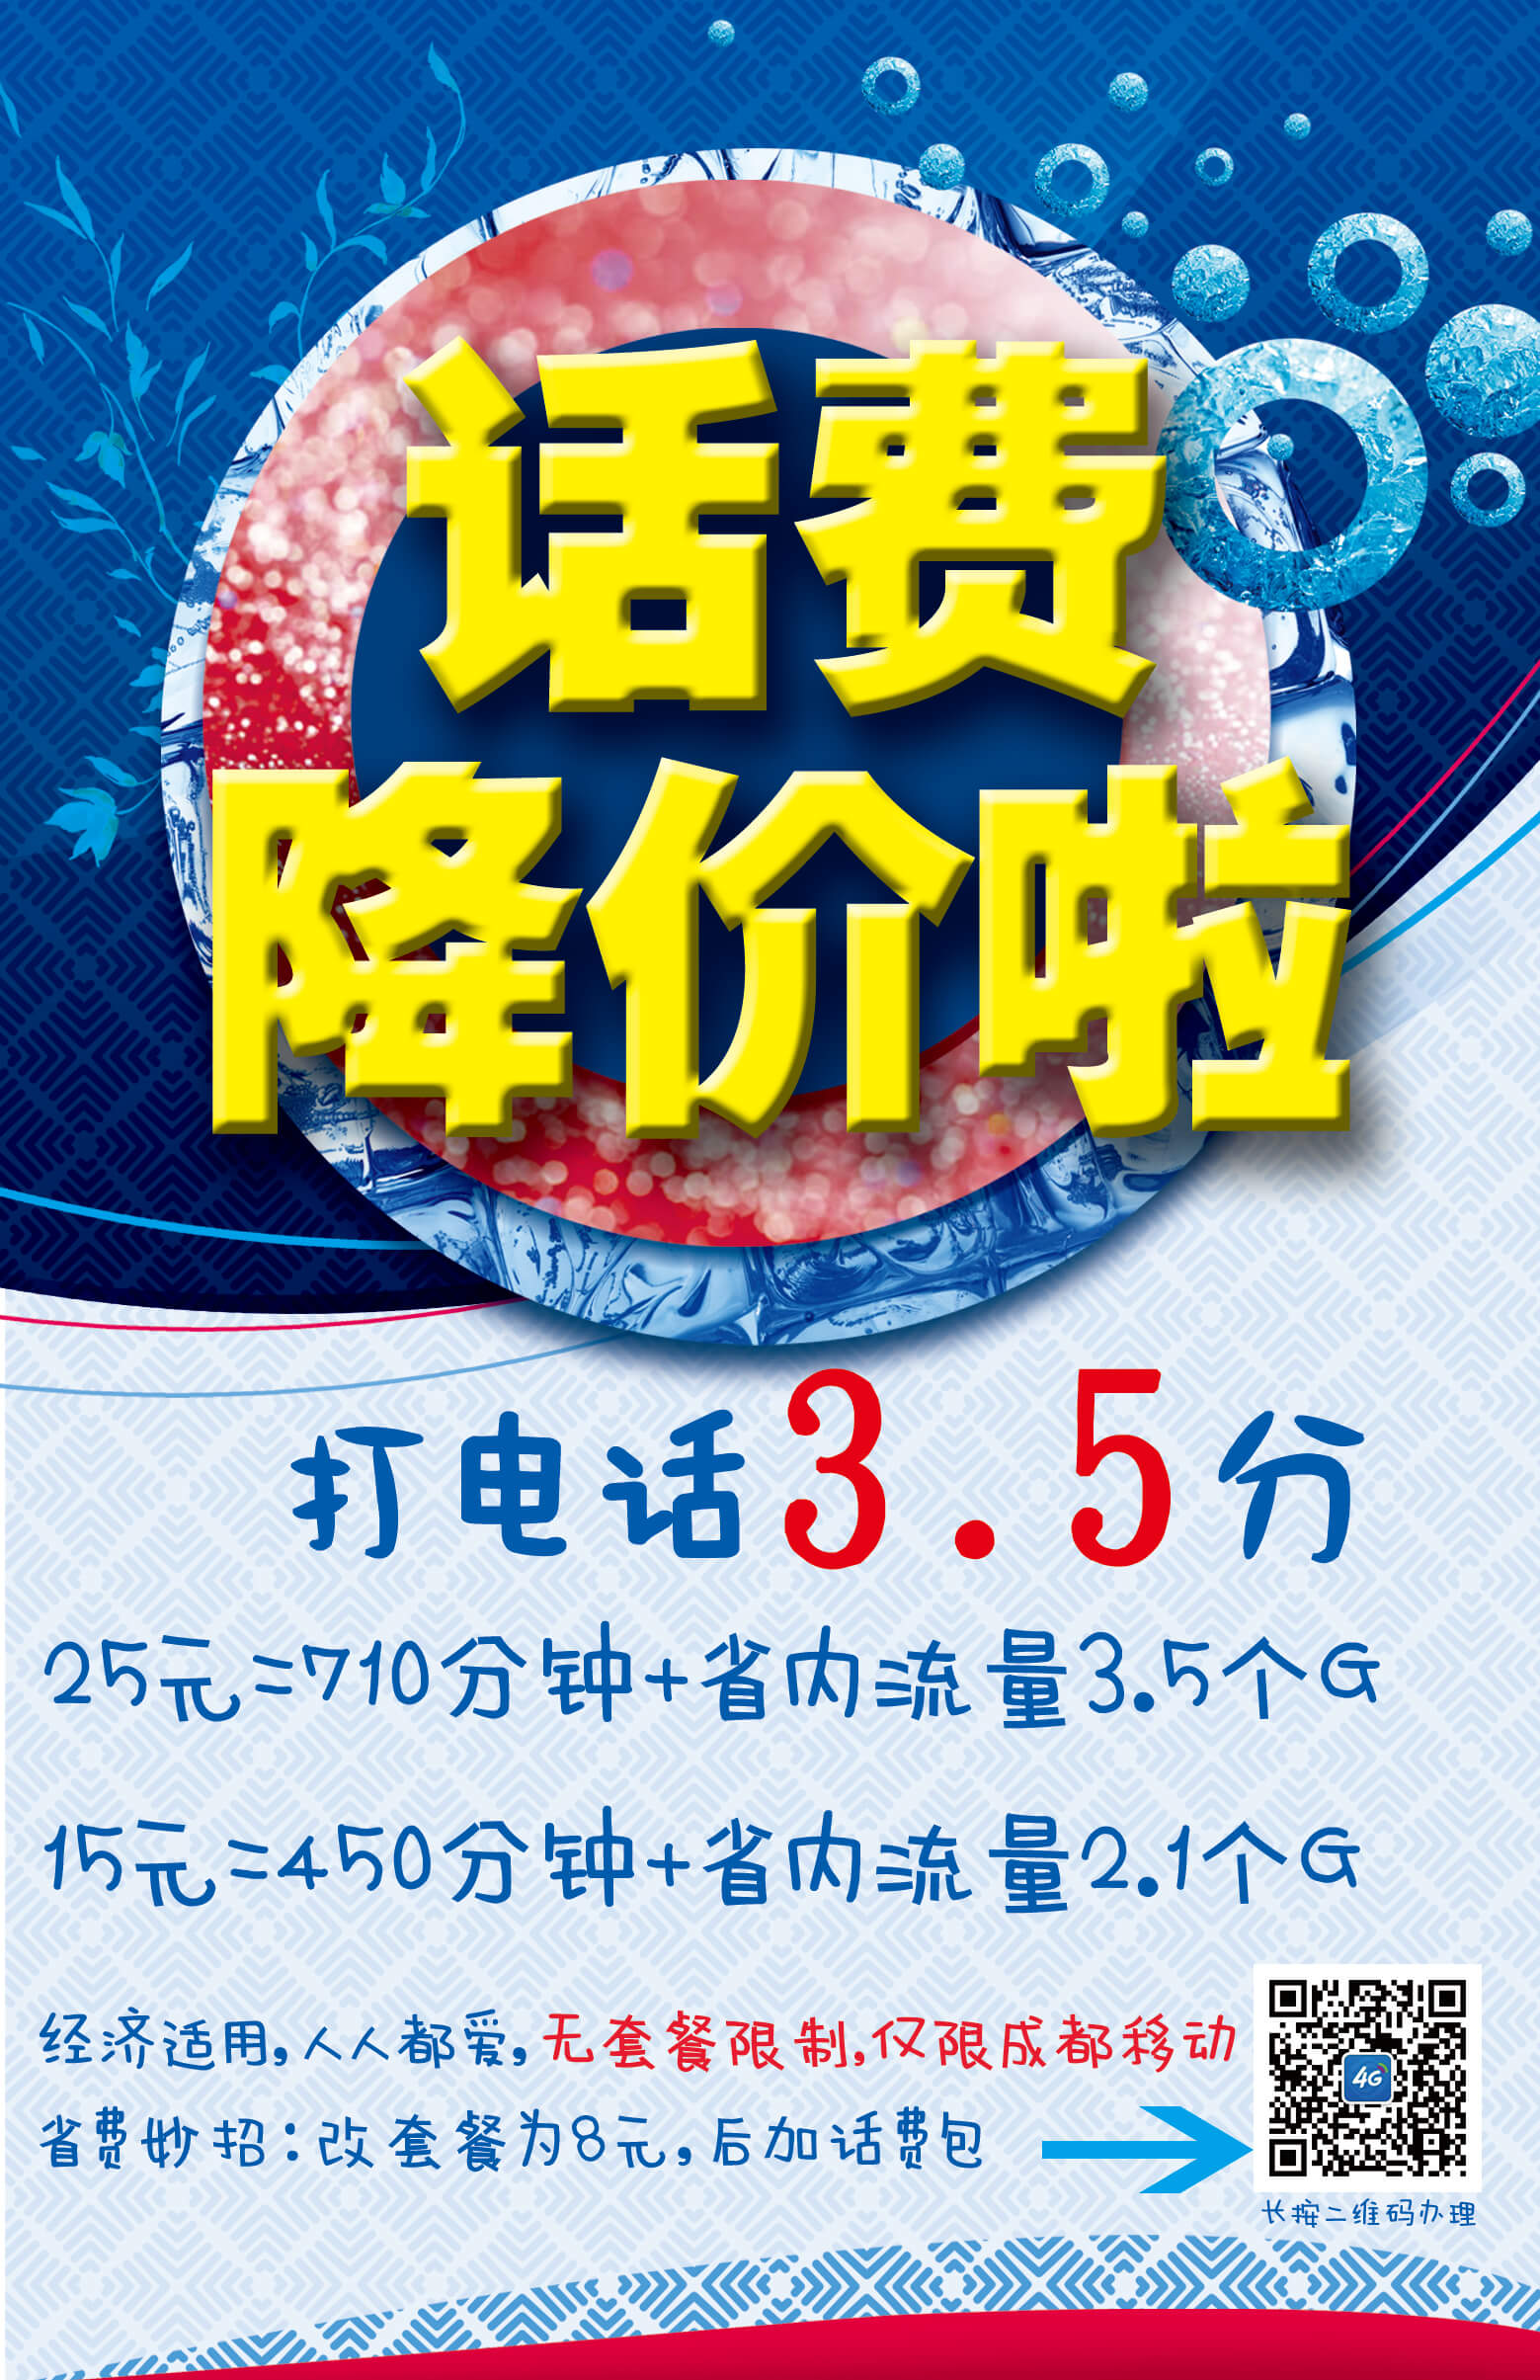 话费
降价啦
打电话3.5分
25元=710分钟+省内流量3.5个G
15元=450分钟+省内流量2.1个G
经济适用,人人都爱,无套餐限制,仅限成都移动
省费妙招:改套餐为8元,后加话费包
4G
长按二维码办理